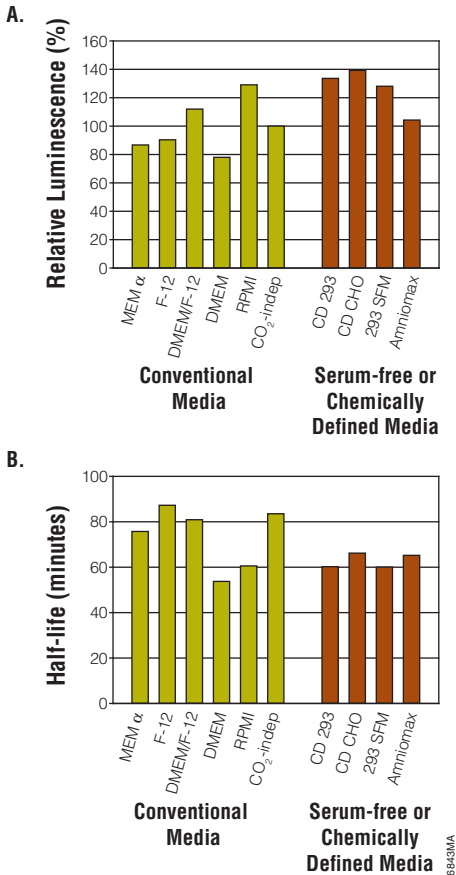 A.
Relative Luminescence (%)
160
140
120
100
80
60
40
20
0
MEM α
F-12
DMEM/F-12
DMEM
RPMI
CO₂-indep
CD 293
CD CHO
293 SFM
Amniomax
Conventional
Media
Serum-free or
Chemically
Defined Media
B.
Half-life (minutes)
100
80
60
40
20
0
MEM α
F-12
DMEM/F-12
DMEM
RPMI
CO₂-indep
CD 293
CD CHO
293 SFM
Amniomax
Conventional
Media
Serum-free or
Chemically
Defined Media
6843MA